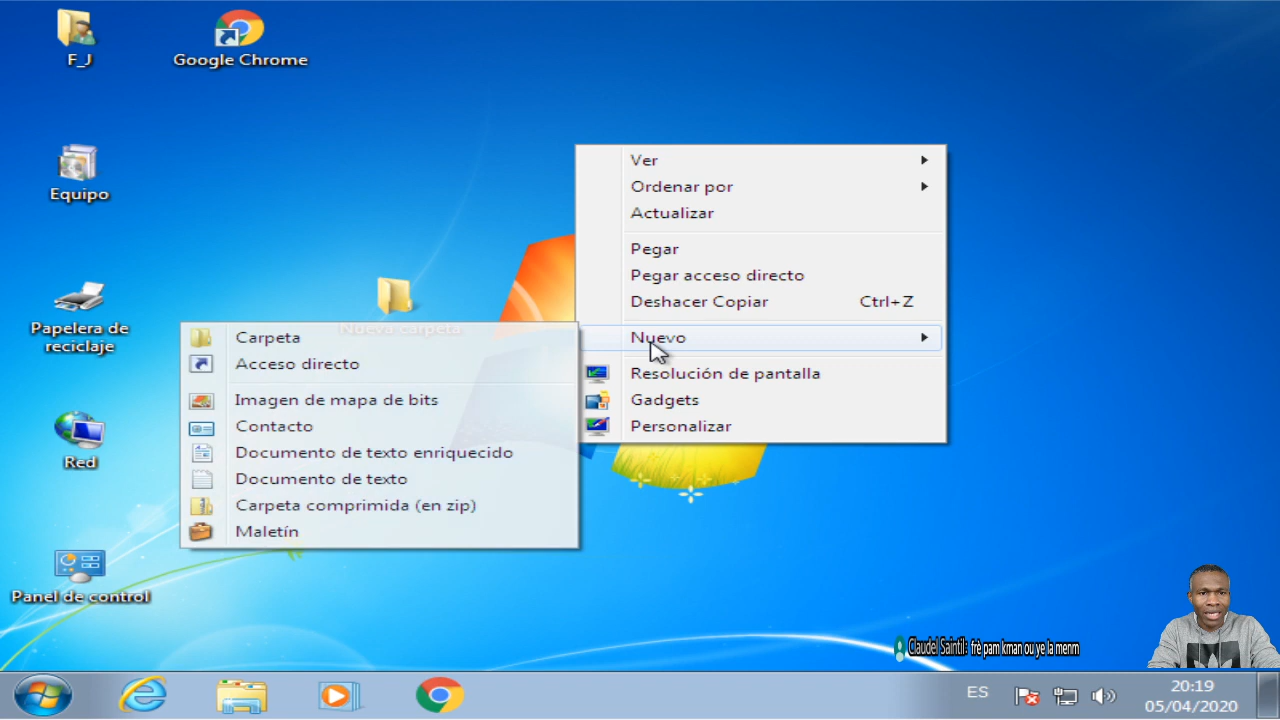 F_J
Google Chrome
Equipo
Papelera de
reciclaje
Red
Panel de control
Nueva carpeta
Ver
Ordenar por
Actualizar
Pegar
Pegar acceso directo
Deshacer Copiar Ctrl+Z
Nuevo
Resolución de pantalla
Gadgets
Personalizar
Carpeta
Acceso directo
Imagen de mapa de bits
Contacto
Documento de texto enriquecido
Documento de texto
Carpeta comprimida (en zip)
Maletín
Claudel Saintil: frè pam kman ou ye la menm
ES
20:19
05/04/2020